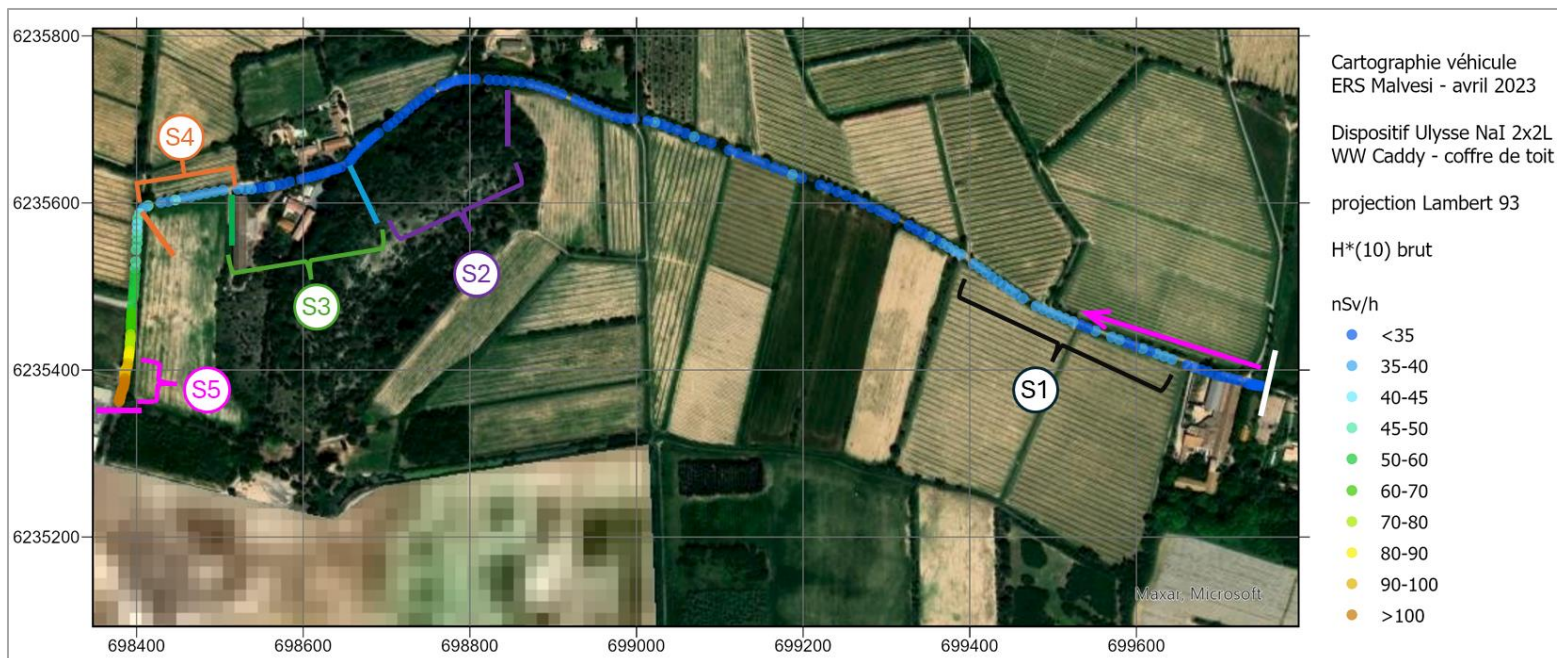 6235800
6235600
6235400
6235200
698400
698600
698800
699000
699200
699400
699600
S4
S3
S2
S5
S1
Maxar, Microsoft
Cartographie véhicule
ERS Malvesi - avril 2023
Dispositif Ulysse NaI 2x2L
WW Caddy - coffre de toit
projection Lambert 93
H*(10) brut
nSv/h
<35
35-40
40-45
45-50
50-60
60-70
70-80
80-90
90-100
>100